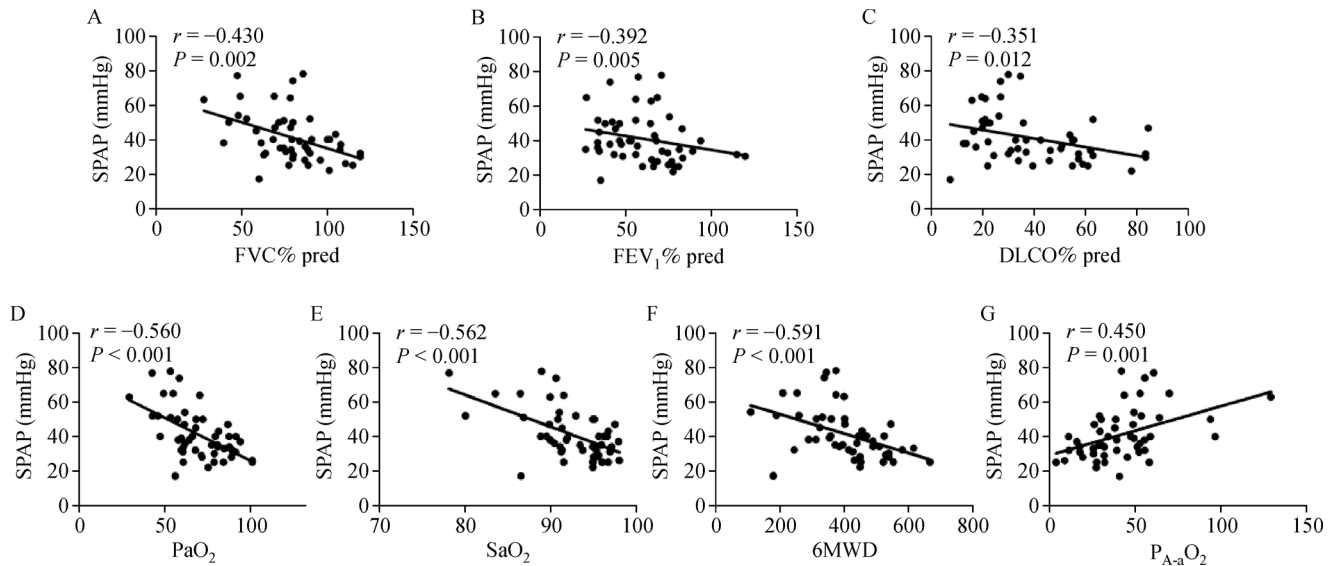 A
r = −0.430
P = 0.002
SPAP (mmHg)
100
80
60
40
20
0
0 50 100 150
FVC% pred
B
r = −0.392
P = 0.005
SPAP (mmHg)
100
80
60
40
20
0
0 50 100 150
FEV₁% pred
C
r = −0.351
P = 0.012
SPAP (mmHg)
100
80
60
40
20
0
0 20 40 60 80 100
DLCO% pred
D
r = −0.560
P < 0.001
SPAP (mmHg)
100
80
60
40
20
0
0 50 100
PaO₂
E
r = −0.562
P < 0.001
SPAP (mmHg)
100
80
60
40
20
0
70 80 90 100
SaO₂
F
r = −0.591
P < 0.001
SPAP (mmHg)
100
80
60
40
20
0
0 200 400 600 800
6MWD
G
r = 0.450
P = 0.001
SPAP (mmHg)
100
80
60
40
20
0
0 50 100 150
P_A-aO₂